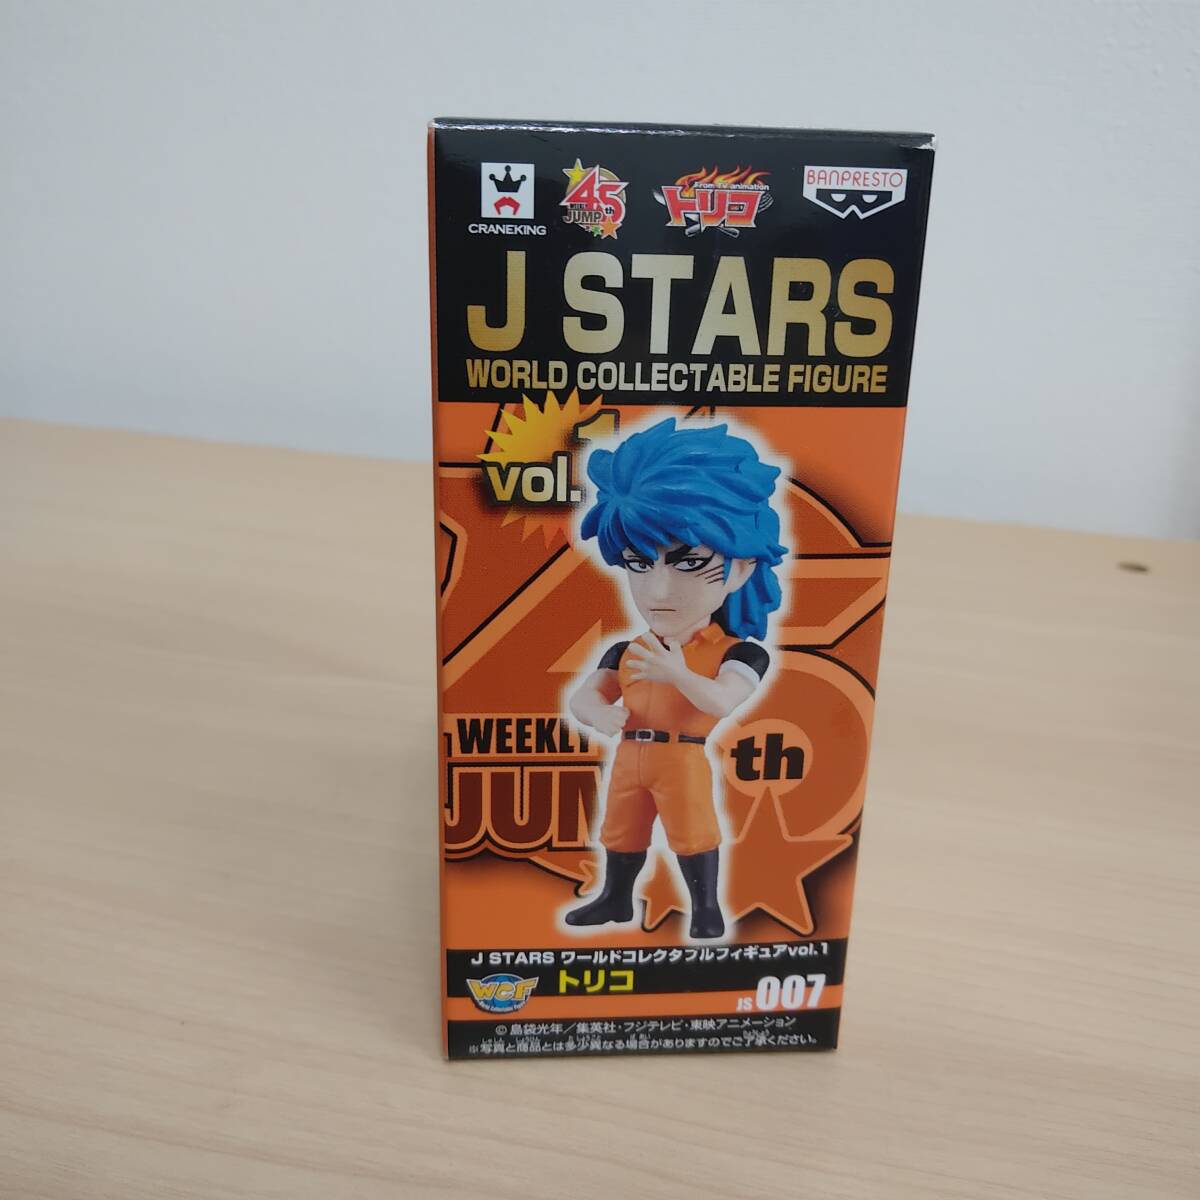 CRANEKING
45th
JUMP
From TV animation
トリコ
BANPRESTO
J STARS
WORLD COLLECTABLE FIGURE
vol.1
WEEKLY
JUM
th
J STARS ワールドコレクタブルフィギュアvol.1
WCF
トリコ
JS 007
©島袋光年／集英社・フジテレビ・東映アニメーション
※写真と商品とは多少異なる場合がありますのでご了承ください。